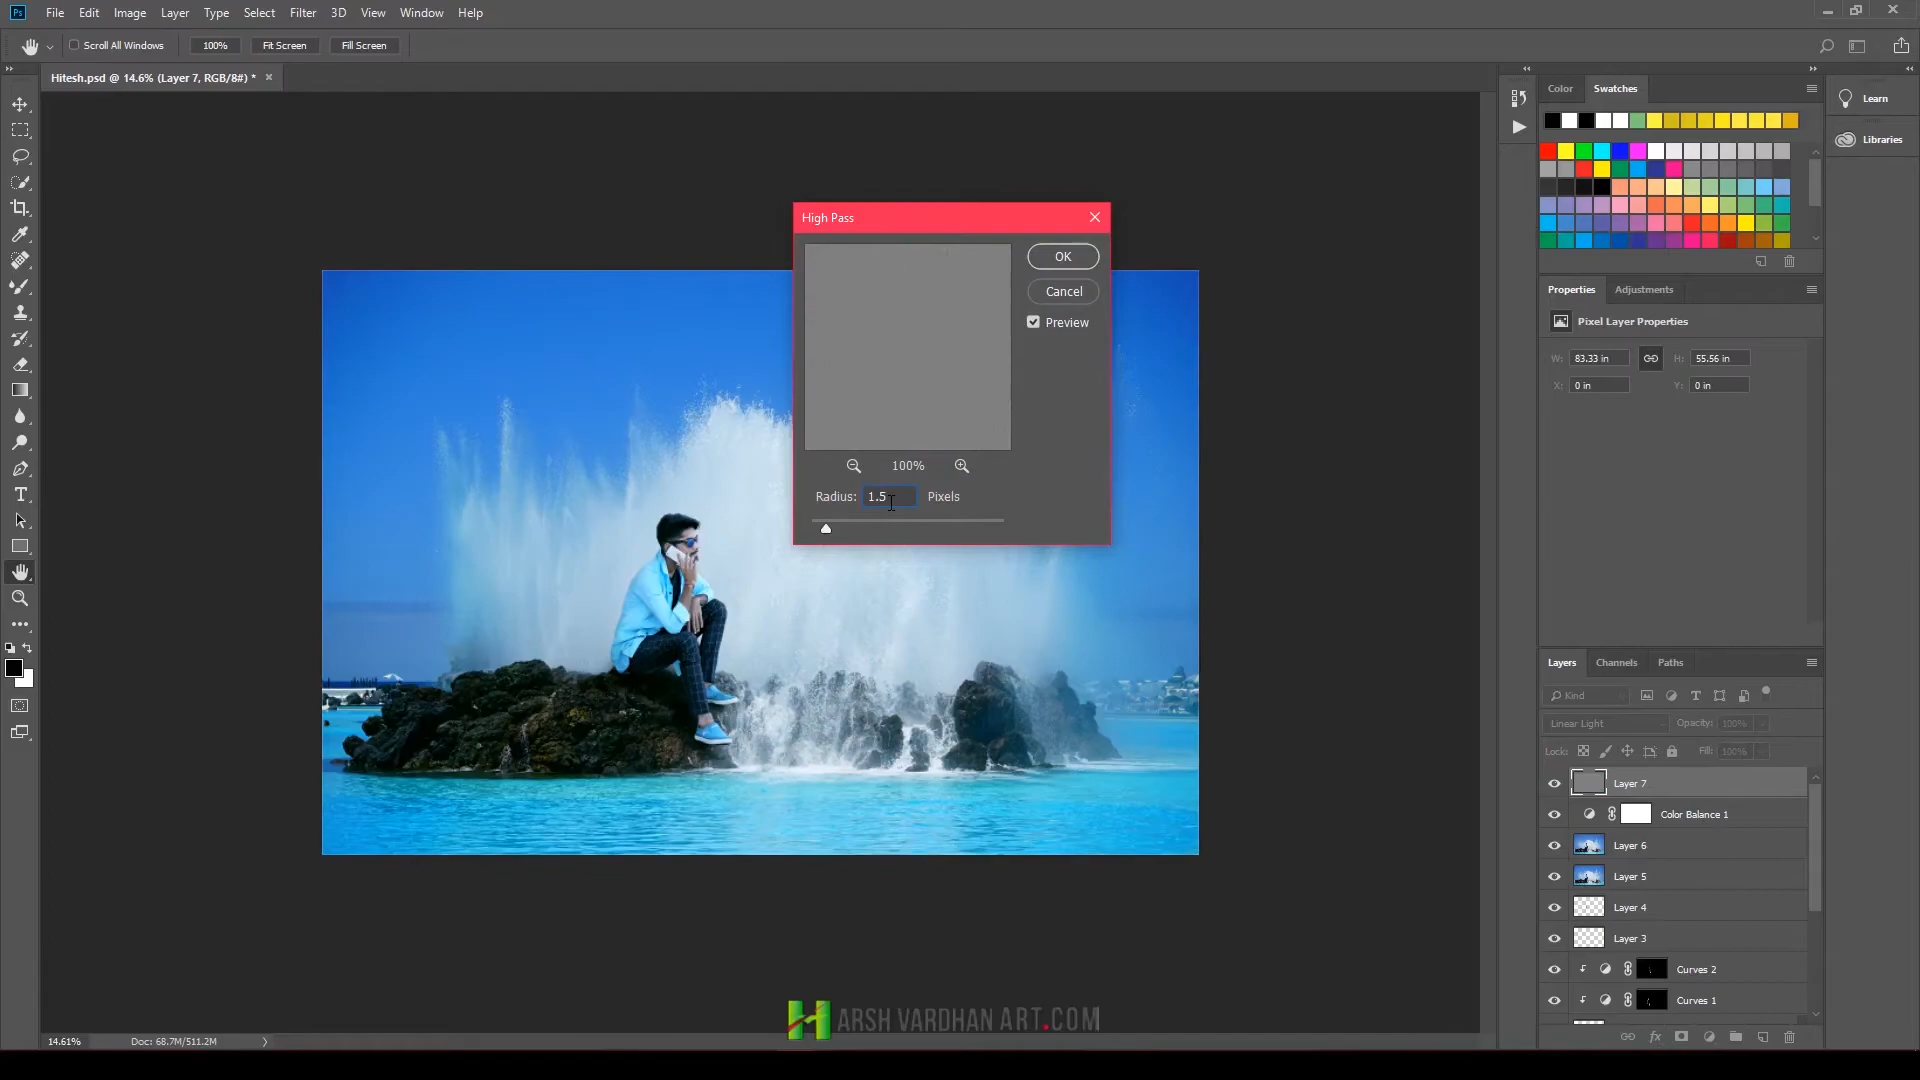 Ps File Edit Image Layer Type Select Filter 3D View Window Help
Scroll All Windows 100% Fit Screen Fill Screen
Hitesh.psd @ 14.6% (Layer 7, RGB/8#) * ×
Color Swatches
Learn
Libraries
High Pass
OK
Cancel
Preview
100%
Radius: 1.5 Pixels
Properties Adjustments
Pixel Layer Properties
W: 83.33 in H: 55.56 in
X: 0 in Y: 0 in
Layers Channels Paths
Kind
Linear Light Opacity: 100%
Lock: Fill: 100%
Layer 7
Color Balance 1
Layer 6
Layer 5
Layer 4
Layer 3
Curves 2
Curves 1
HARSH VARDHAN ART.COM
14.61% Doc: 68.7M/511.2M